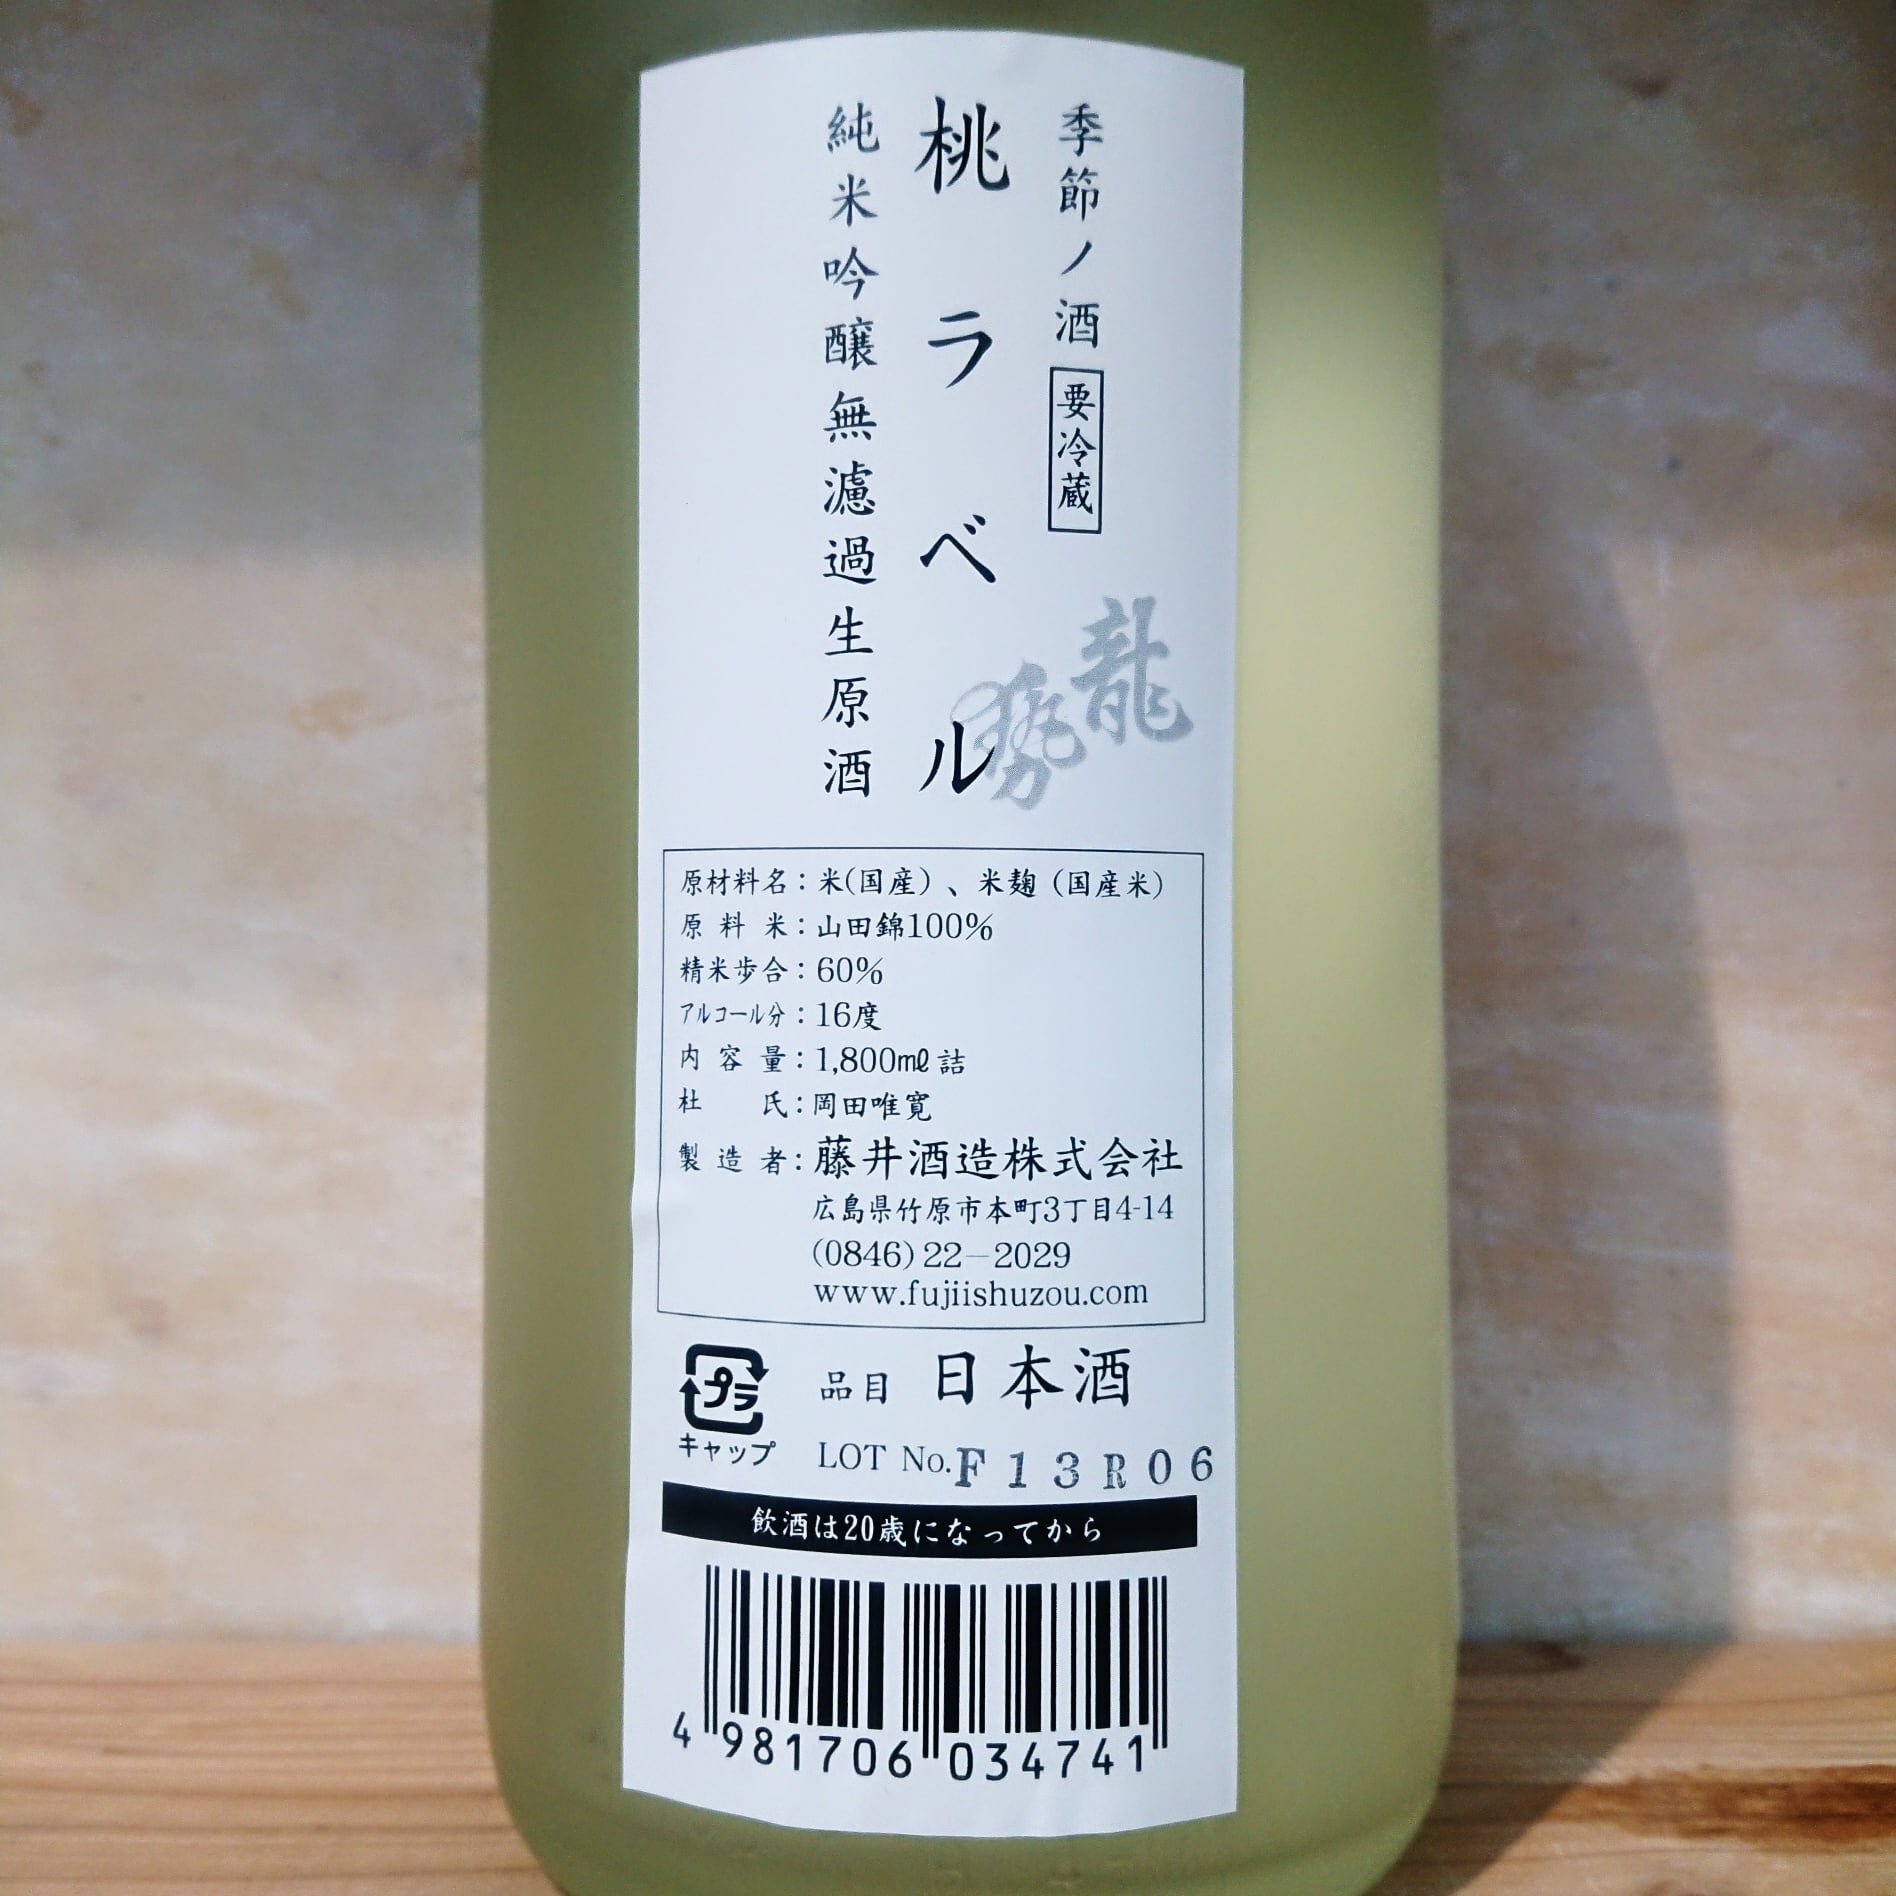 季節ノ酒
要冷蔵
龍勢
桃ラベル
純米吟醸無濾過生原酒
原材料名：米(国産)、米麹(国産米)
原料米：山田錦100%
精米歩合：60%
アルコール分：16度
内容量：1,800㎖詰
杜氏：岡田唯寛
製造者：藤井酒造株式会社
広島県竹原市本町3丁目4-14
(0846)22-2029
www.fujiishuzou.com
プラ
キャップ
品目 日本酒
LOT No.F13R06
飲酒は20歳になってから
4 981706 034741